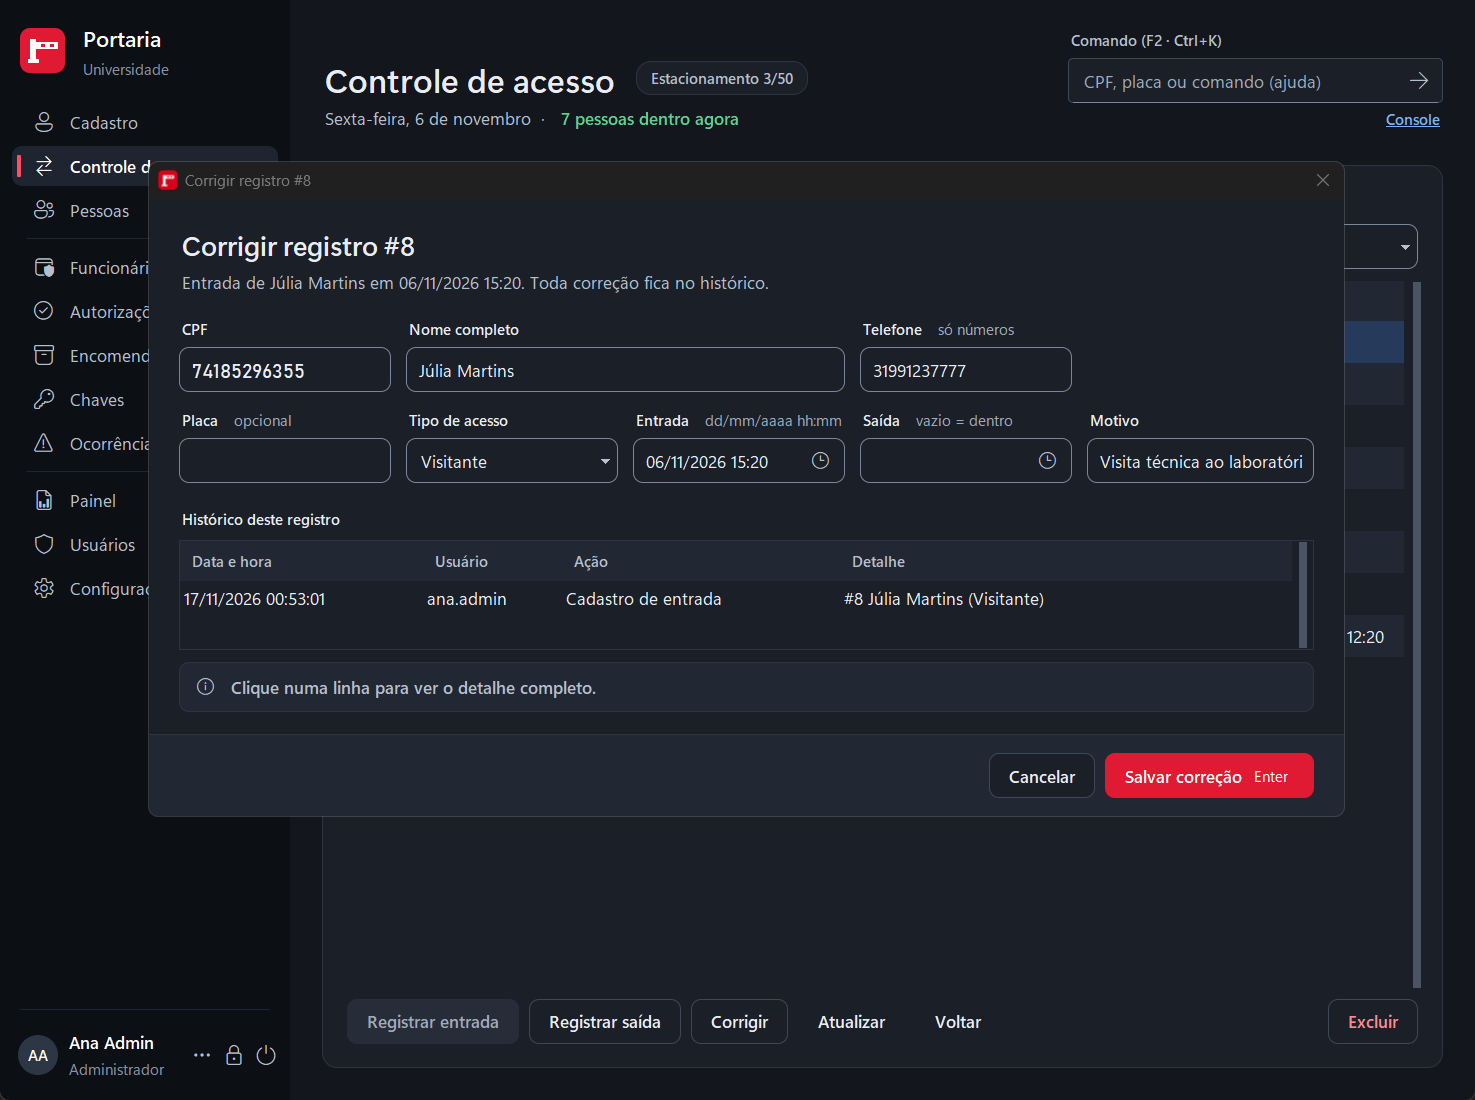 Portaria
Universidade
Cadastro
Controle d
Pessoas
Funcionári
Autorizaçõ
Encomend
Chaves
Ocorrência
Painel
Usuários
Configuraç
AA
Ana Admin
Administrador
Controle de acesso
Estacionamento 3/50
Sexta-feira, 6 de novembro · 7 pessoas dentro agora
Comando (F2 · Ctrl+K)
CPF, placa ou comando (ajuda)
Console
Corrigir registro #8
Corrigir registro #8
Entrada de Júlia Martins em 06/11/2026 15:20. Toda correção fica no histórico.
CPF
Nome completo
Telefone só números
74185296355
Júlia Martins
31991237777
Placa opcional
Tipo de acesso
Entrada dd/mm/aaaa hh:mm
Saída vazio = dentro
Motivo
Visitante
06/11/2026 15:20
Visita técnica ao laboratóri
Histórico deste registro
Data e hora Usuário Ação Detalhe
17/11/2026 00:53:01 ana.admin Cadastro de entrada #8 Júlia Martins (Visitante)
Clique numa linha para ver o detalhe completo.
Cancelar
Salvar correção Enter
12:20
Registrar entrada
Registrar saída
Corrigir
Atualizar
Voltar
Excluir